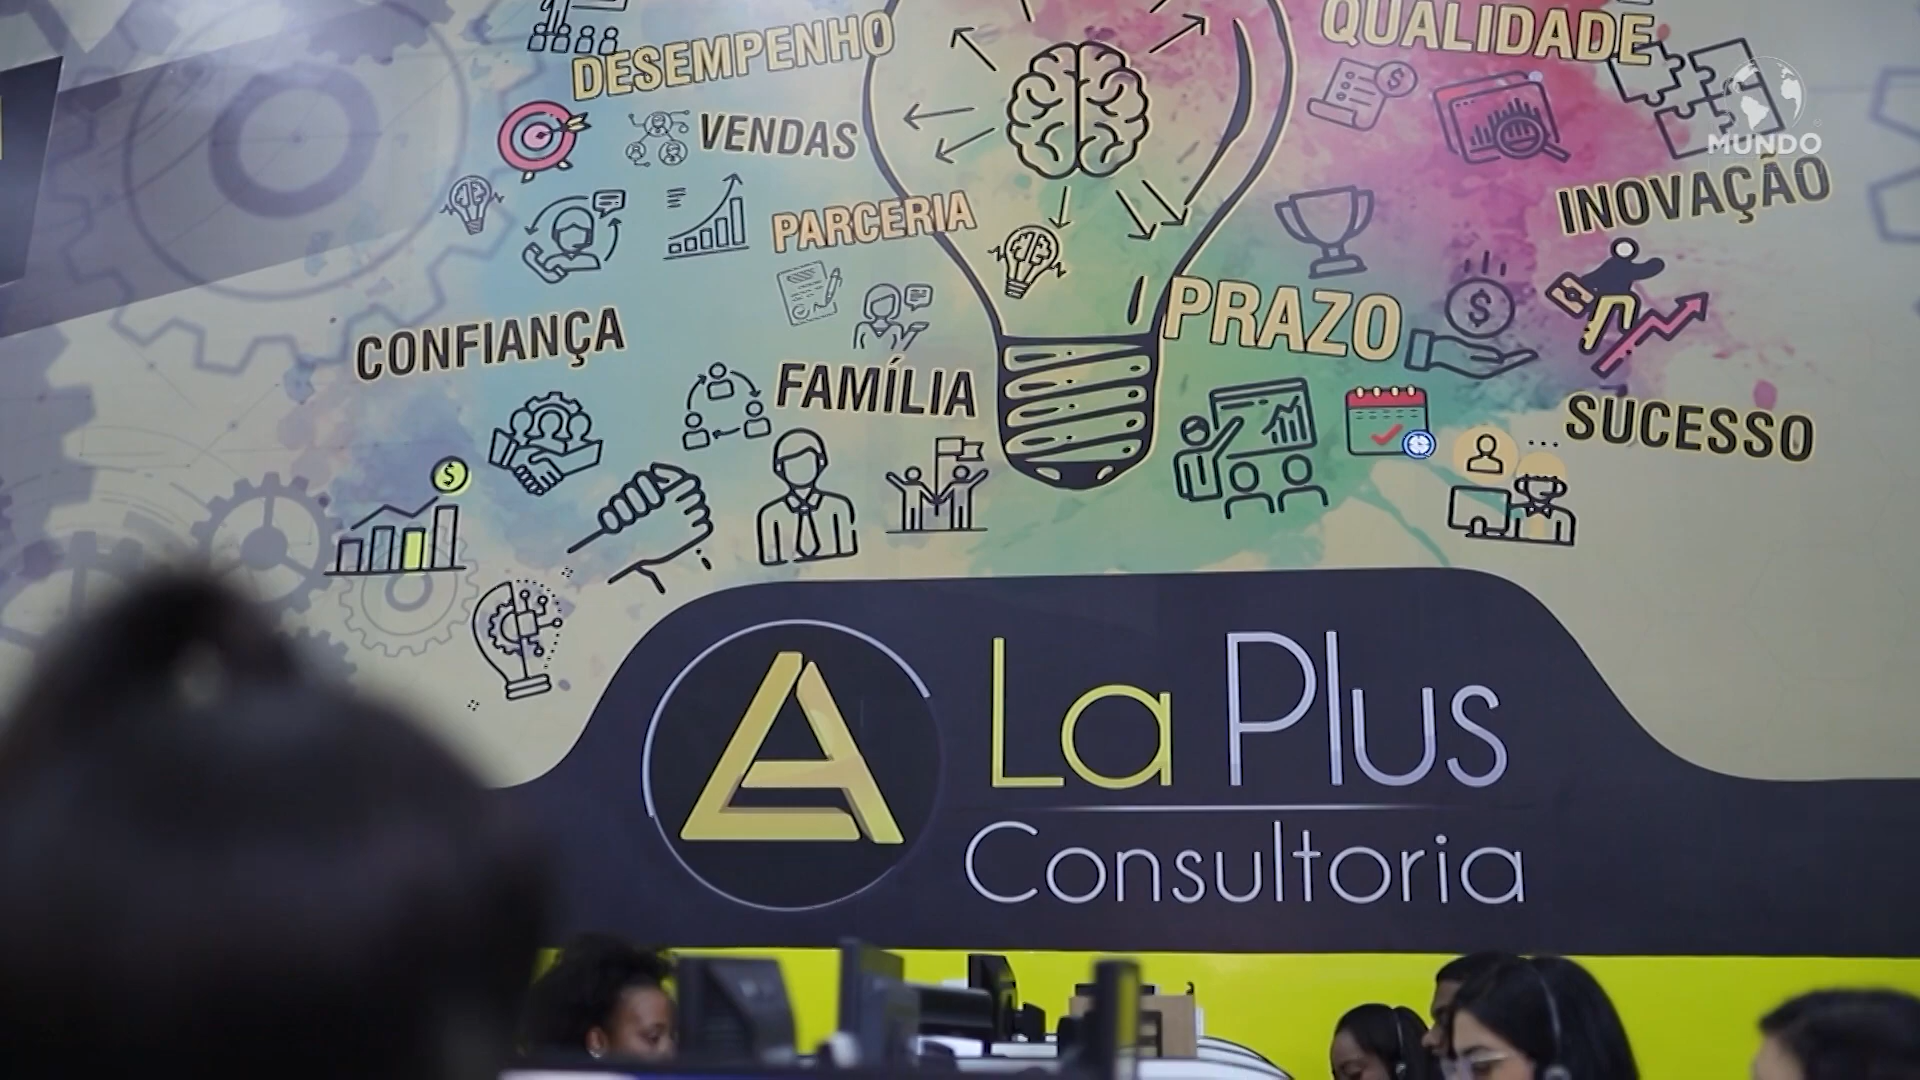 DESEMPENHO
QUALIDADE
VENDAS
MUNDO
INOVAÇÃO
PARCERIA
PRAZO
CONFIANÇA
FAMÍLIA
SUCESSO
La Plus
Consultoria